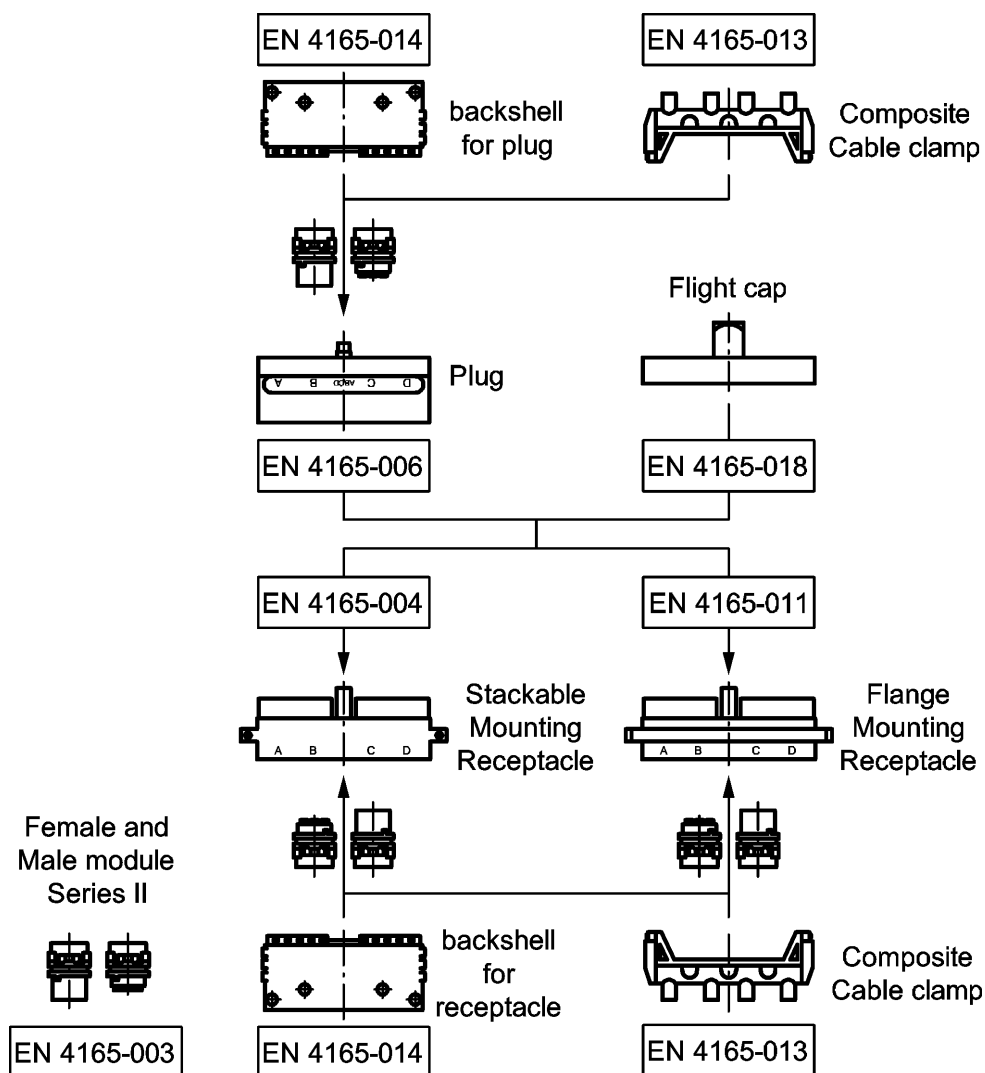 EN 4165-014
EN 4165-013
backshell
for plug
Composite
Cable clamp
Flight cap
A B ABCD C D
Plug
EN 4165-006
EN 4165-018
EN 4165-004
EN 4165-011
Stackable
Mounting
Receptacle
A B C D
Flange
Mounting
Receptacle
A B C D
Female and
Male module
Series II
EN 4165-003
backshell
for
receptacle
EN 4165-014
Composite
Cable clamp
EN 4165-013